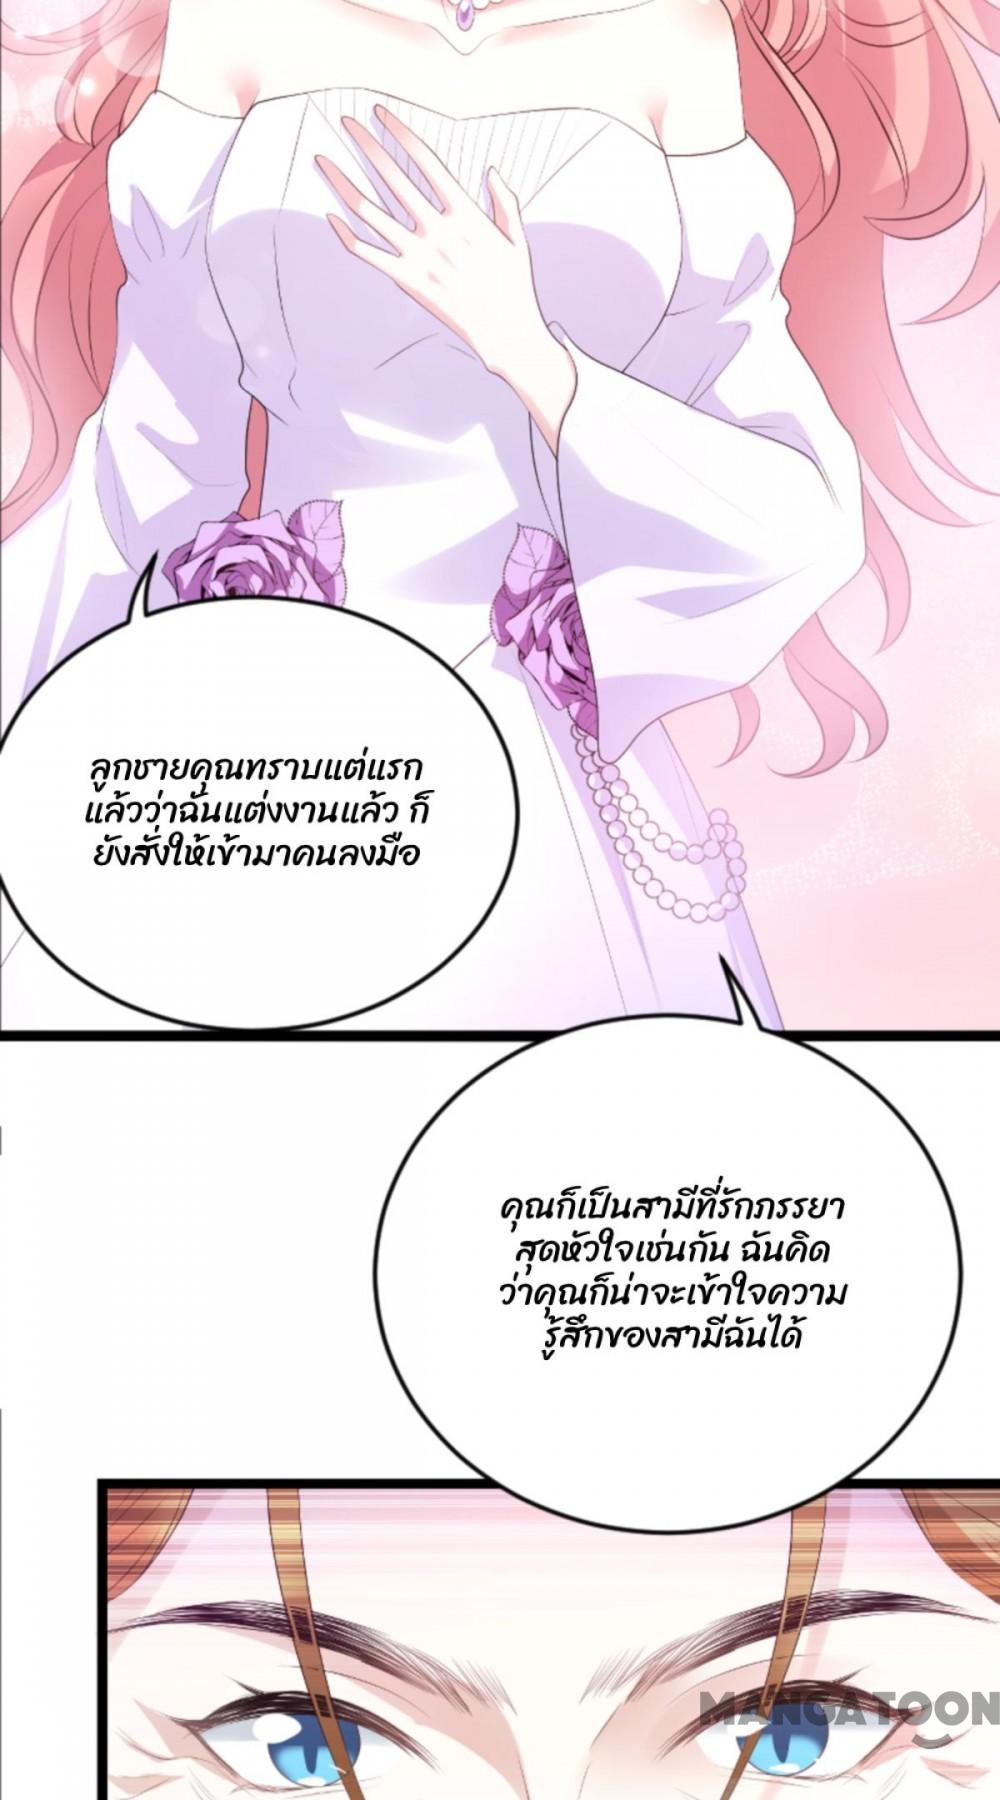 ลูกชายคุณทราบแต่แรก
แล้วว่าฉันแต่งงานแล้ว ก็
ยังสั่งให้เข้ามาคนลงมือ
คุณก็เป็นสามีที่รักภรรยา
สุดหัวใจเช่นกัน ฉันคิด
ว่าคุณก็น่าจะเข้าใจความ
รู้สึกของสามีฉันได้
MANGATOON